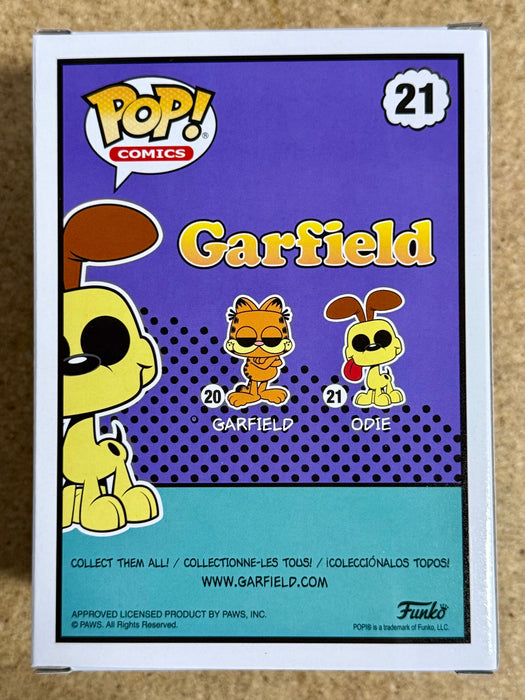 POP!®
COMICS
21
Garfield
20
GARFIELD
21
ODIE
COLLECT THEM ALL! / COLLECTIONNE-LES TOUS! / ¡COLECCIÓNALOS TODOS!
WWW.GARFIELD.COM
APPROVED LICENSED PRODUCT BY PAWS, INC.
© PAWS. All Rights Reserved.
Funko
POP!® is a trademark of Funko, LLC.